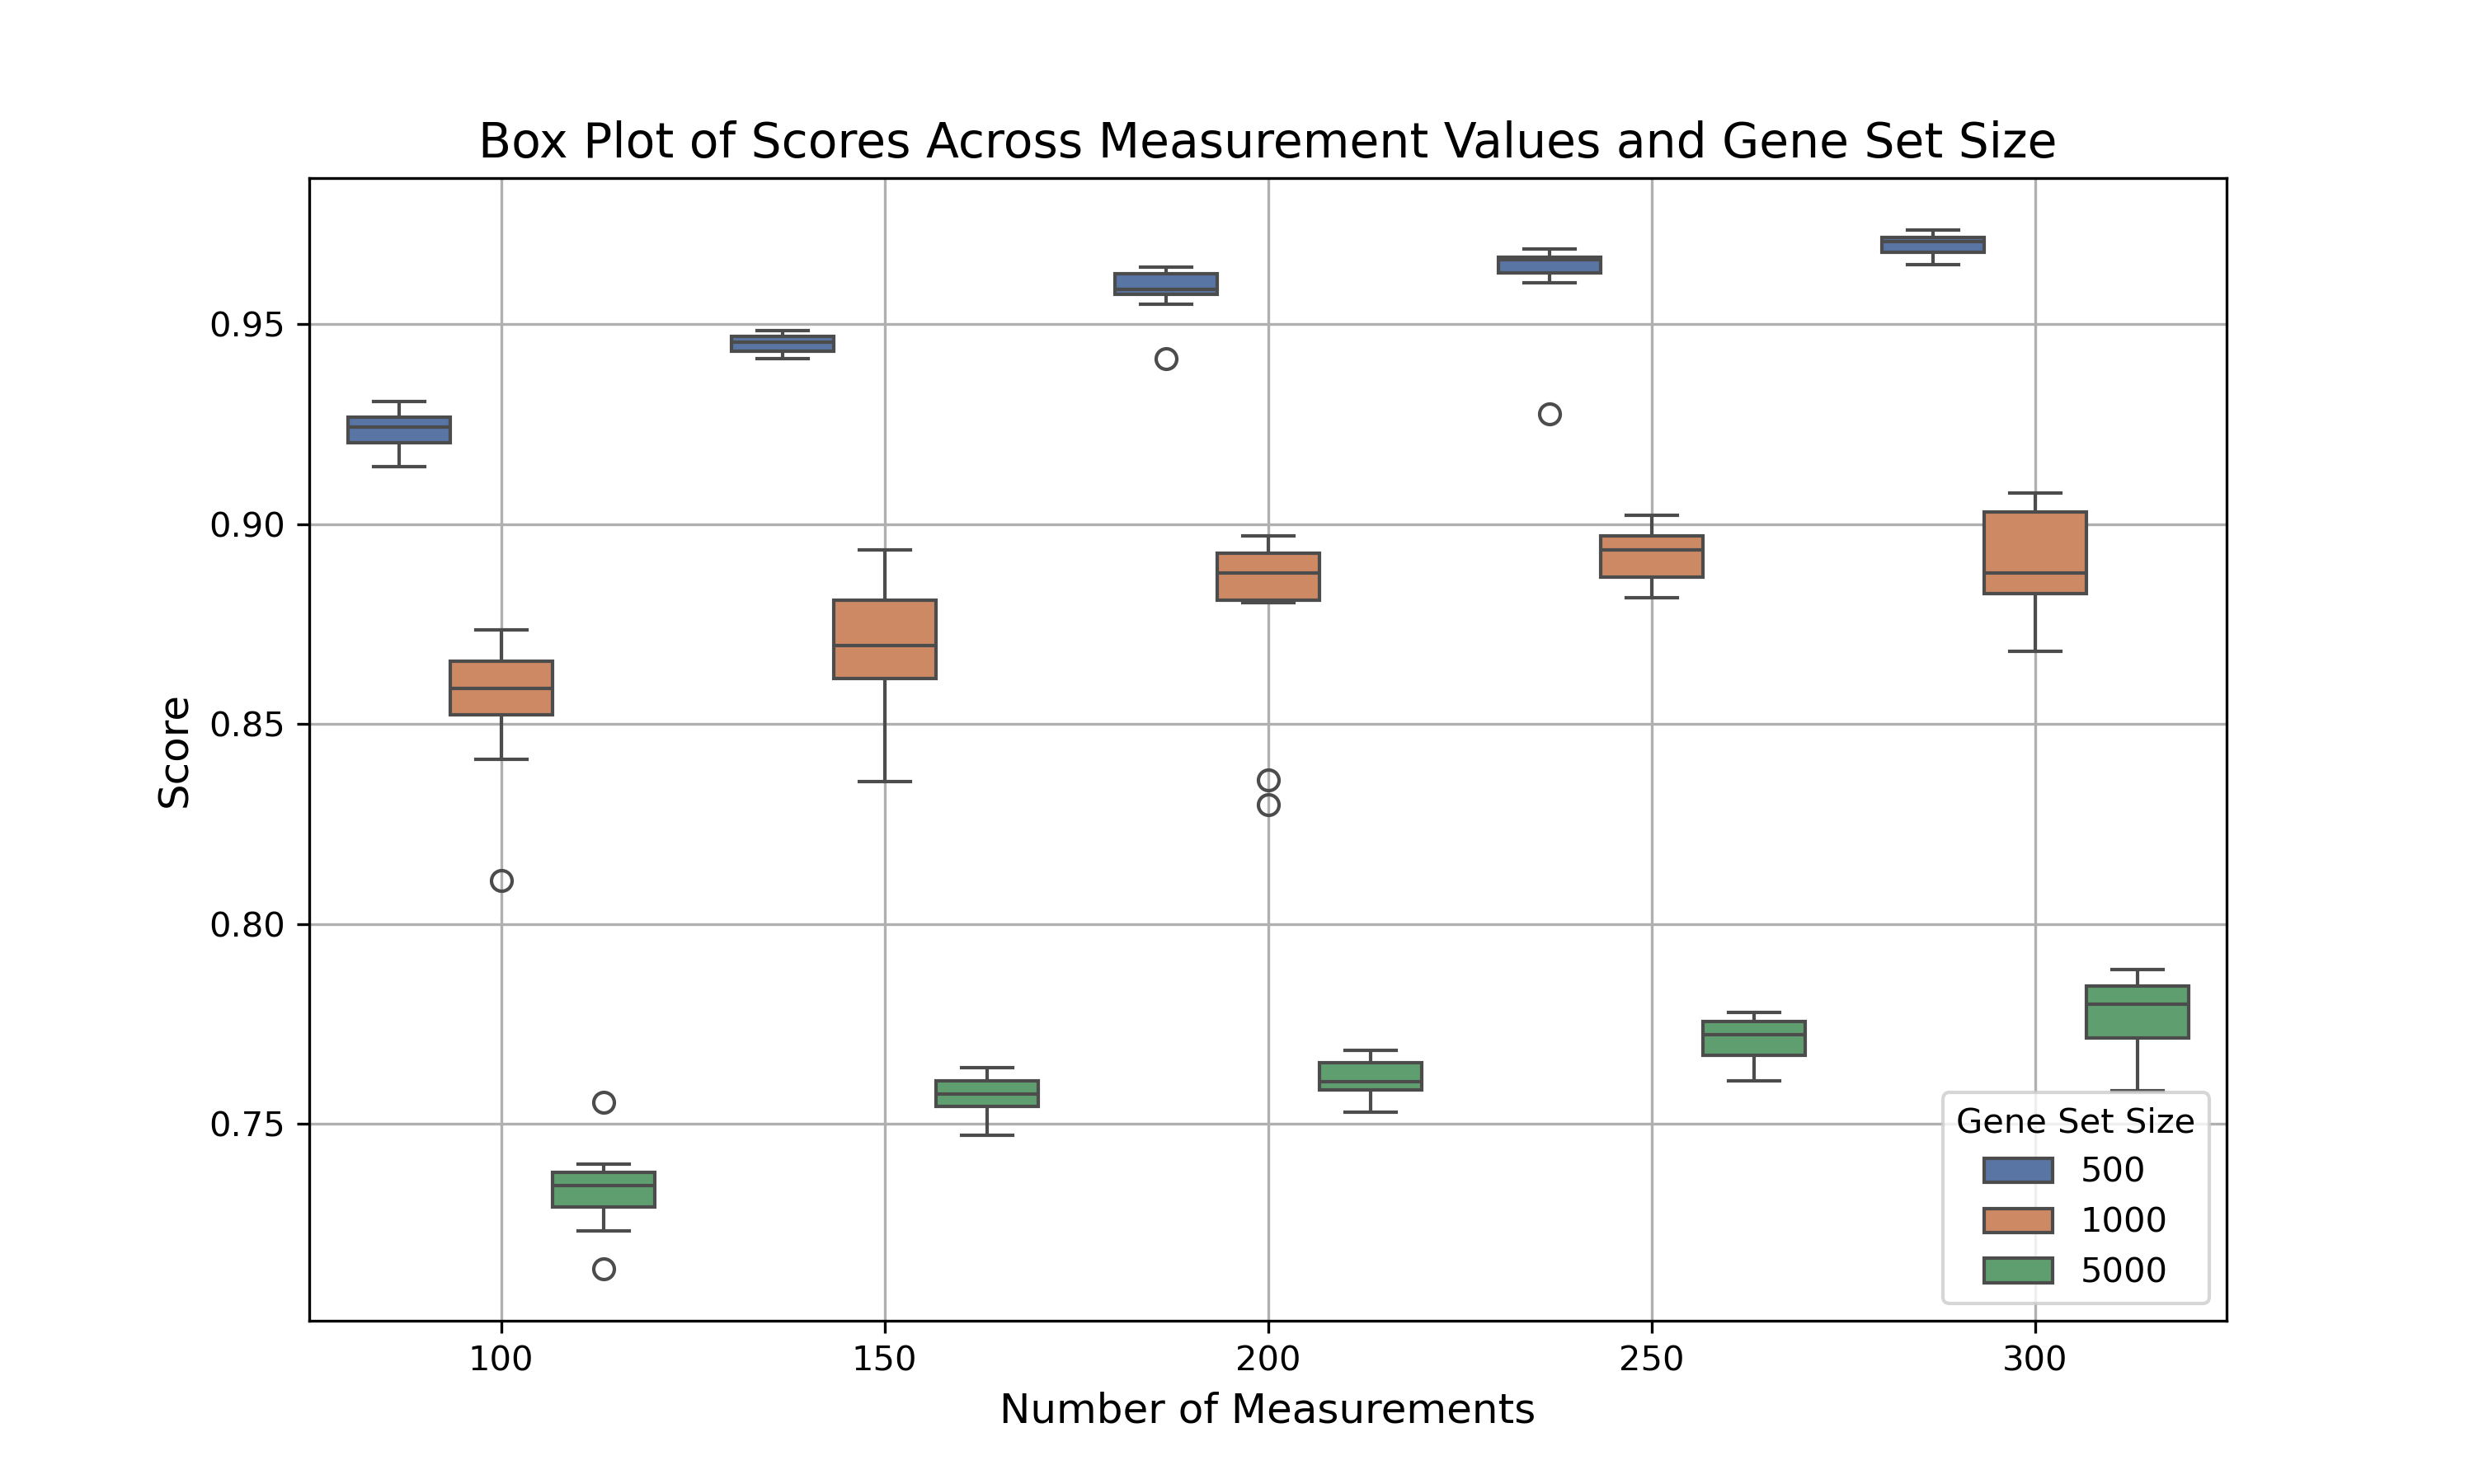 Box Plot of Scores Across Measurement Values and Gene Set Size
0.95
0.90
0.85
0.80
0.75
Score
100 150 200 250 300
Number of Measurements
Gene Set Size
500
1000
5000